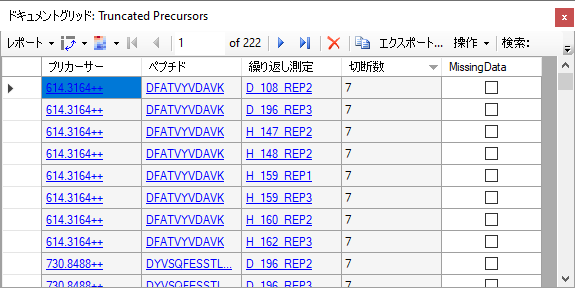 ドキュメントグリッド: Truncated Precursors x
レポート 1 of 222 エクスポート... 操作 検索:
プリカーサー ペプチド 繰り返し測定 切断数 MissingData
614.3164++ DFATVYVDAVK D_108_REP2 7
614.3164++ DFATVYVDAVK D_196_REP3 7
614.3164++ DFATVYVDAVK H_147_REP2 7
614.3164++ DFATVYVDAVK H_148_REP2 7
614.3164++ DFATVYVDAVK H_159_REP1 7
614.3164++ DFATVYVDAVK H_159_REP3 7
614.3164++ DFATVYVDAVK H_160_REP2 7
614.3164++ DFATVYVDAVK H_162_REP3 7
730.8488++ DYVSQFESSTL... D_196_REP2 7
730.8488++ DYVSQFESSTL... D_196_REP3 7